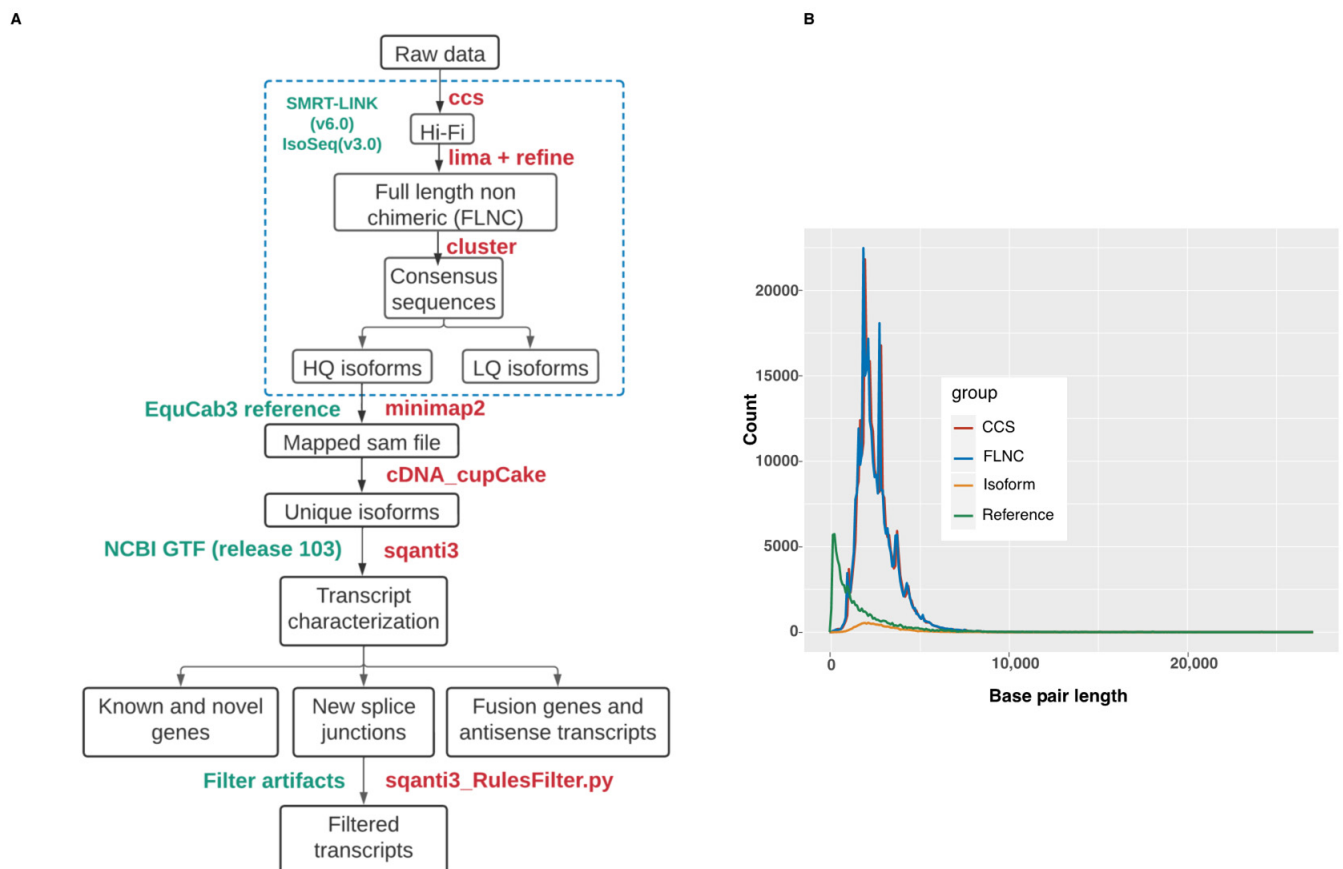 A
Raw data
SMRT-LINK
(v6.0)
IsoSeq(v3.0)
ccs
Hi-Fi
lima + refine
Full length non
chimeric (FLNC)
cluster
Consensus
sequences
HQ isoforms
LQ isoforms
EquCab3 reference
minimap2
Mapped sam file
cDNA_cupCake
Unique isoforms
NCBI GTF (release 103)
sqanti3
Transcript
characterization
Known and novel
genes
New splice
junctions
Fusion genes and
antisense transcripts
Filter artifacts
sqanti3_RulesFilter.py
Filtered
transcripts
B
Count
20000
15000
10000
5000
0
group
CCS
FLNC
Isoform
Reference
0
10,000
20,000
Base pair length